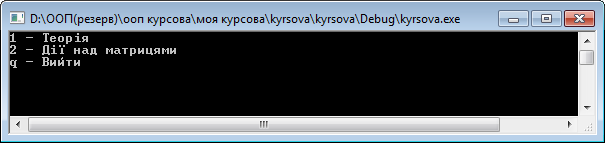 D:\ООП(резерв)\ооп курсова\моя курсова\kyrsova\kyrsova\Debug\kyrsova.exe
1 - Теорія
2 - Дії над матрицями
q - Вийти